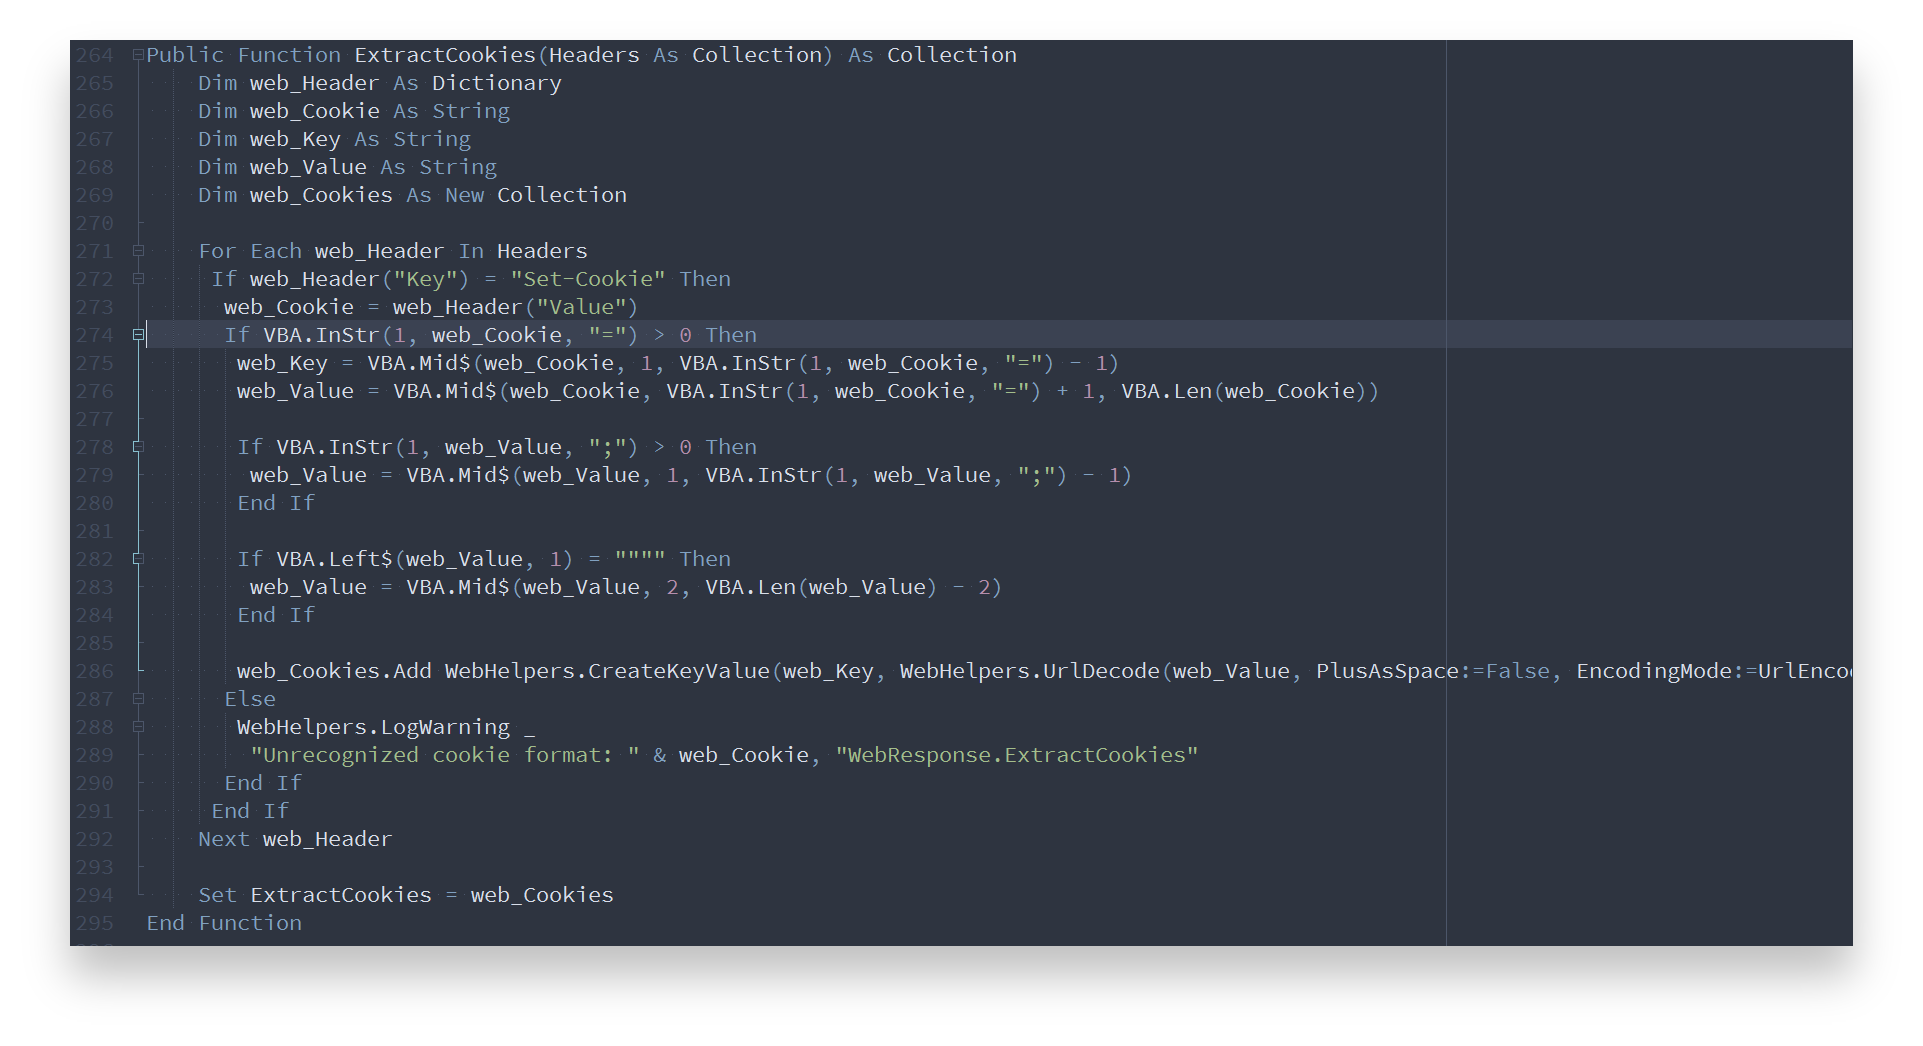 264 Public Function ExtractCookies(Headers As Collection) As Collection
265 Dim web_Header As Dictionary
266 Dim web_Cookie As String
267 Dim web_Key As String
268 Dim web_Value As String
269 Dim web_Cookies As New Collection
270
271 For Each web_Header In Headers
272 If web_Header("Key") = "Set-Cookie" Then
273 web_Cookie = web_Header("Value")
274 If VBA.InStr(1, web_Cookie, "=") > 0 Then
275 web_Key = VBA.Mid$(web_Cookie, 1, VBA.InStr(1, web_Cookie, "=") - 1)
276 web_Value = VBA.Mid$(web_Cookie, VBA.InStr(1, web_Cookie, "=") + 1, VBA.Len(web_Cookie))
277
278 If VBA.InStr(1, web_Value, ";") > 0 Then
279 web_Value = VBA.Mid$(web_Value, 1, VBA.InStr(1, web_Value, ";") - 1)
280 End If
281
282 If VBA.Left$(web_Value, 1) = """" Then
283 web_Value = VBA.Mid$(web_Value, 2, VBA.Len(web_Value) - 2)
284 End If
285
286 web_Cookies.Add WebHelpers.CreateKeyValue(web_Key, WebHelpers.UrlDecode(web_Value, PlusAsSpace:=False, EncodingMode:=UrlEnco
287 Else
288 WebHelpers.LogWarning _
289 "Unrecognized cookie format: " & web_Cookie, "WebResponse.ExtractCookies"
290 End If
291 End If
292 Next web_Header
293
294 Set ExtractCookies = web_Cookies
295 End Function